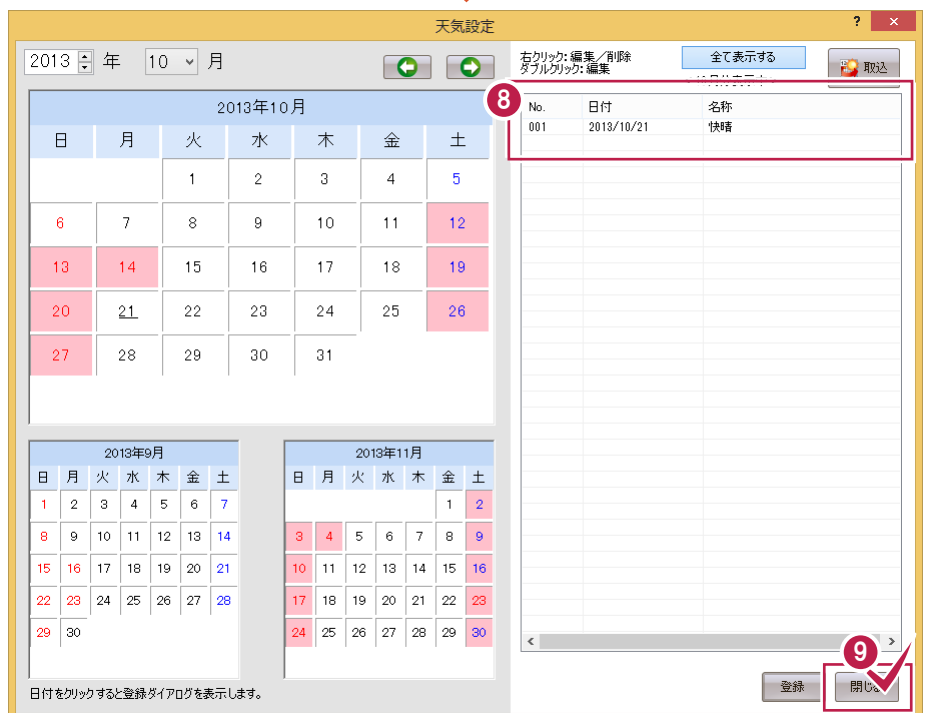 天気設定
? ×
2013 年 10 月
右クリック: 編集/削除
ダブルクリック: 編集
全て表示する
取込
2013年10月
日 月 火 水 木 金 土
1 2 3 4 5
6 7 8 9 10 11 12
13 14 15 16 17 18 19
20 21 22 23 24 25 26
27 28 29 30 31
8
No. 日付 名称
001 2013/10/21 快晴
2013年9月
日 月 火 水 木 金 土
1 2 3 4 5 6 7
8 9 10 11 12 13 14
15 16 17 18 19 20 21
22 23 24 25 26 27 28
29 30
2013年11月
日 月 火 水 木 金 土
1 2
3 4 5 6 7 8 9
10 11 12 13 14 15 16
17 18 19 20 21 22 23
24 25 26 27 28 29 30
日付をクリックすると登録ダイアログを表示します。
9
登録
閉じ